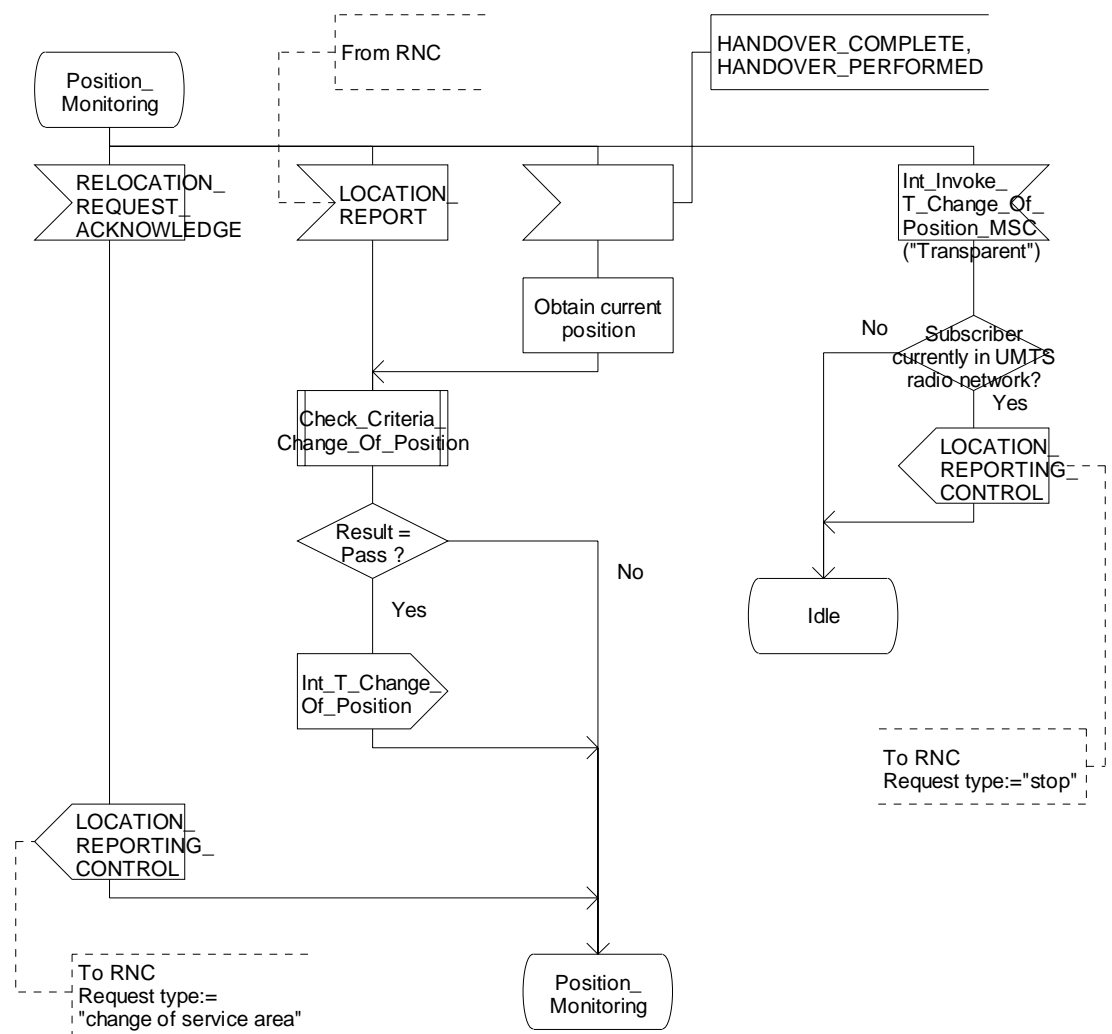 From RNC
HANDOVER_COMPLETE,
HANDOVER_PERFORMED
Position_
Monitoring
RELOCATION_
REQUEST_
ACKNOWLEDGE
LOCATION_
REPORT
Int_Invoke_
T_Change_Of_
Position_MSC
("Transparent")
Obtain current
position
No
Subscriber
currently in UMTS
radio network?
Yes
Check_Criteria_
Change_Of_Position
LOCATION_
REPORTING_
CONTROL
Result =
Pass ?
No
Yes
Idle
Int_T_Change_
Of_Position
To RNC
Request type:="stop"
LOCATION_
REPORTING_
CONTROL
To RNC
Request type:=
"change of service area"
Position_
Monitoring